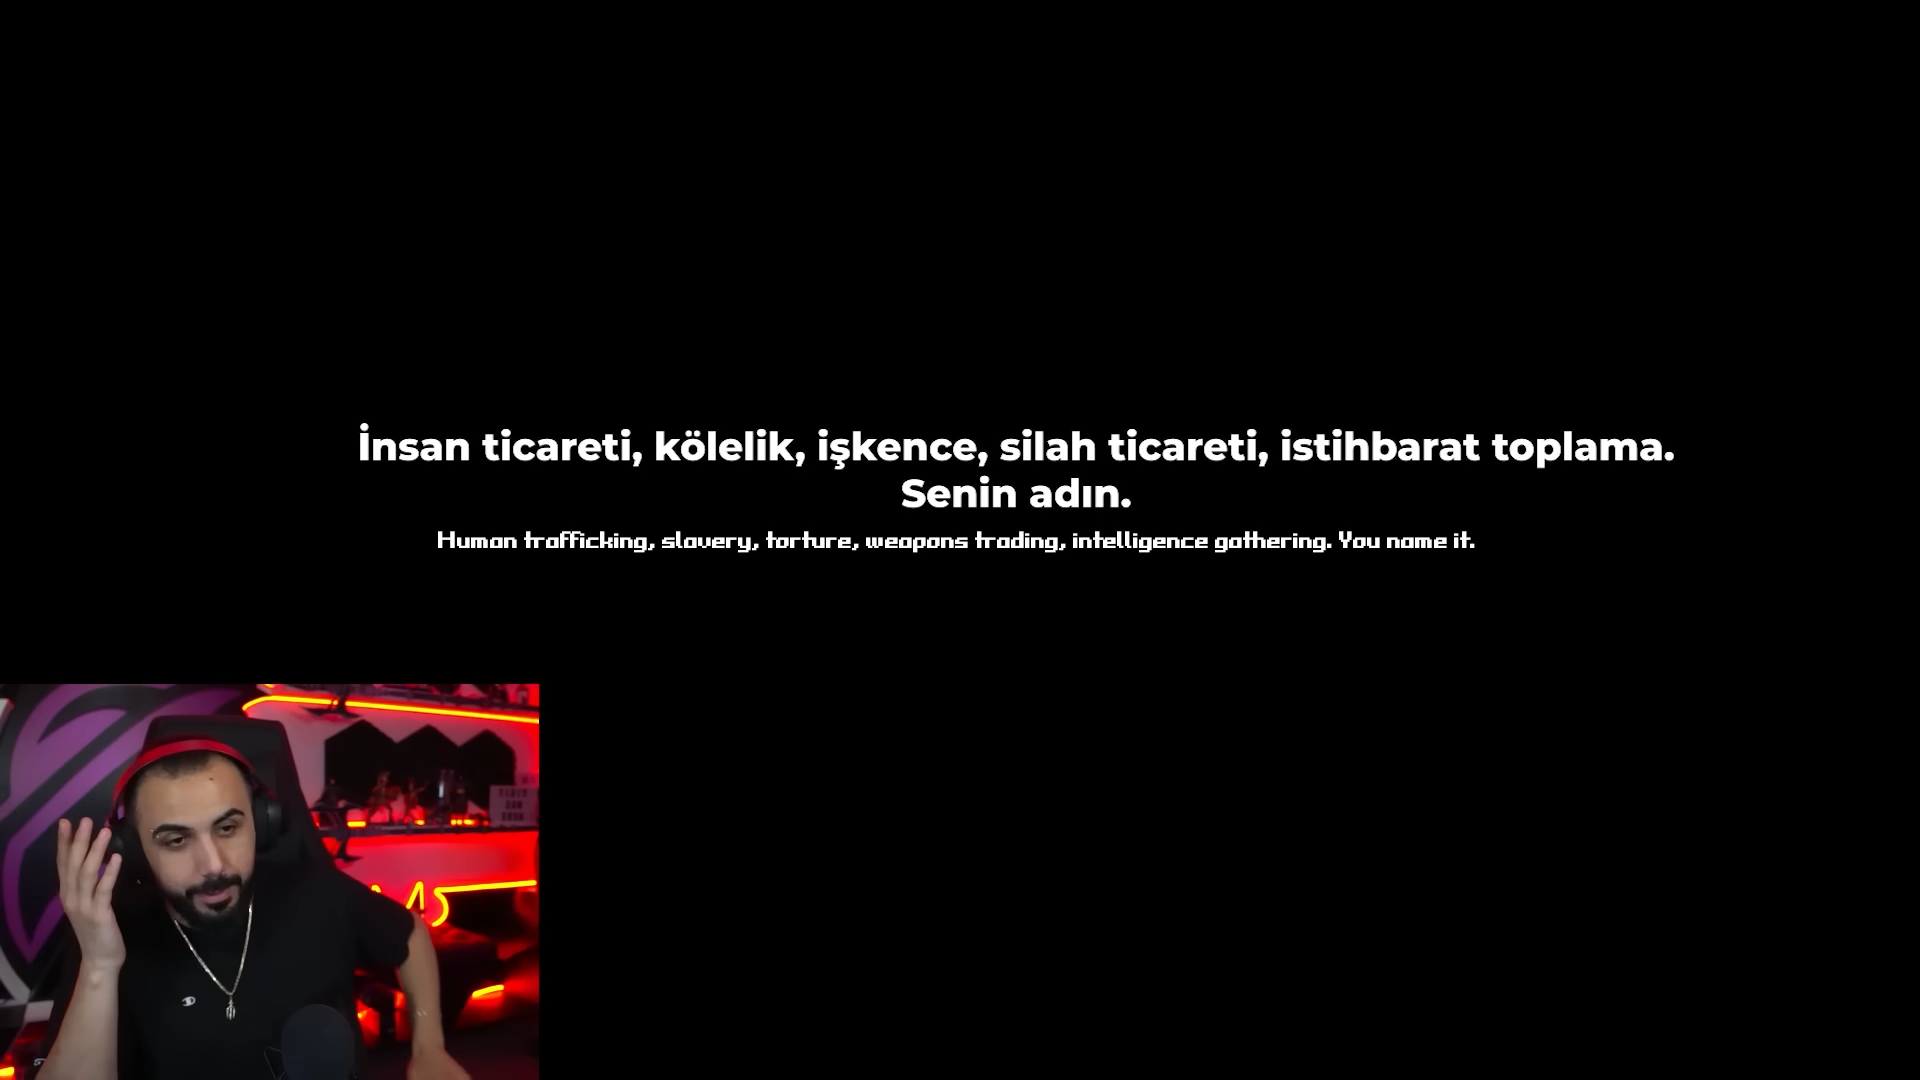 İnsan ticareti, kölelik, işkence, silah ticareti, istihbarat toplama.
Senin adın.
Human trafficking, slavery, torture, weapons trading, intelligence gathering. You name it.